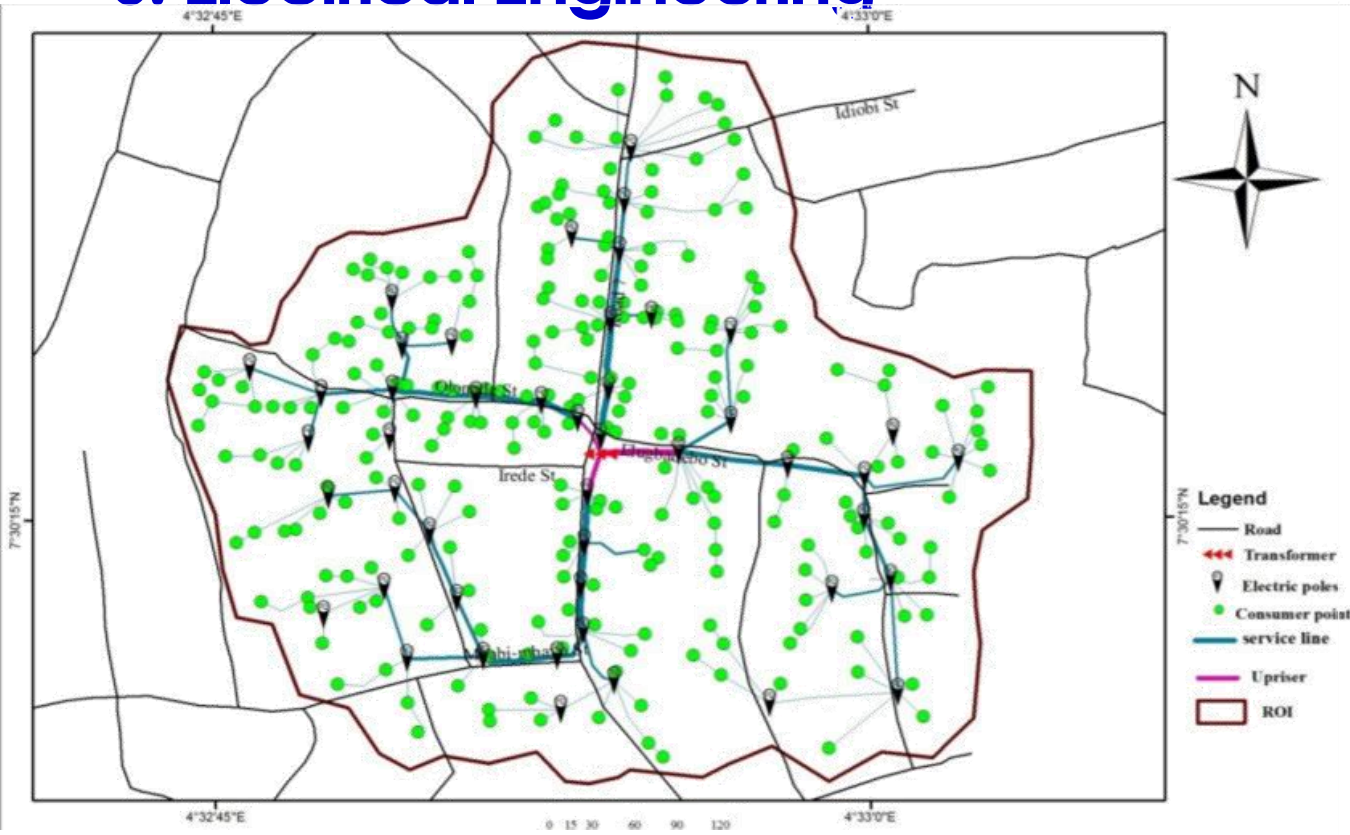 Electrical Engineering
4°32'45"E 4°33'0"E
Idiobi St
N
Irede St
7°30'15"N
7°30'15"N
Legend
Road
Transformer
Electric poles
Consumer point
service line
Upriser
ROI
4°32'45"E 4°33'0"E
0 15 30 60 90 120